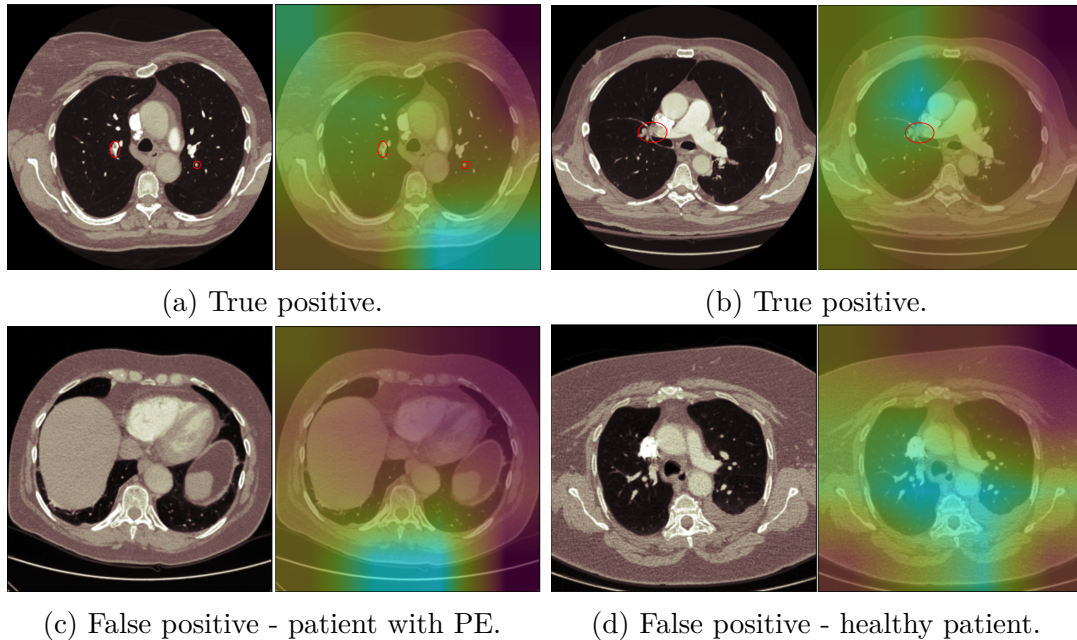 (a) True positive.
(b) True positive.
(c) False positive - patient with PE.
(d) False positive - healthy patient.